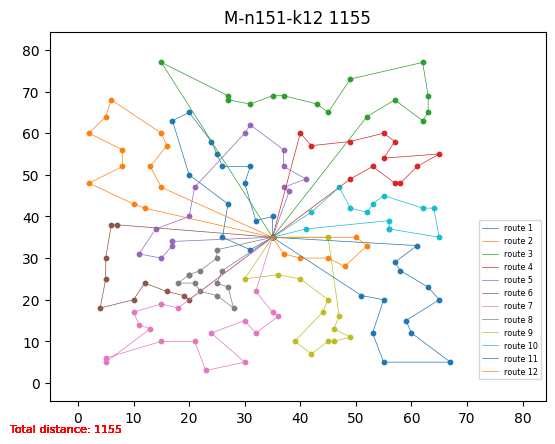 M-n151-k12 1155
80
70
60
50
40
30
20
10
0
route 1
route 2
route 3
route 4
route 5
route 6
route 7
route 8
route 9
route 10
route 11
route 12
0 10 20 30 40 50 60 70 80
Total distance: 1155